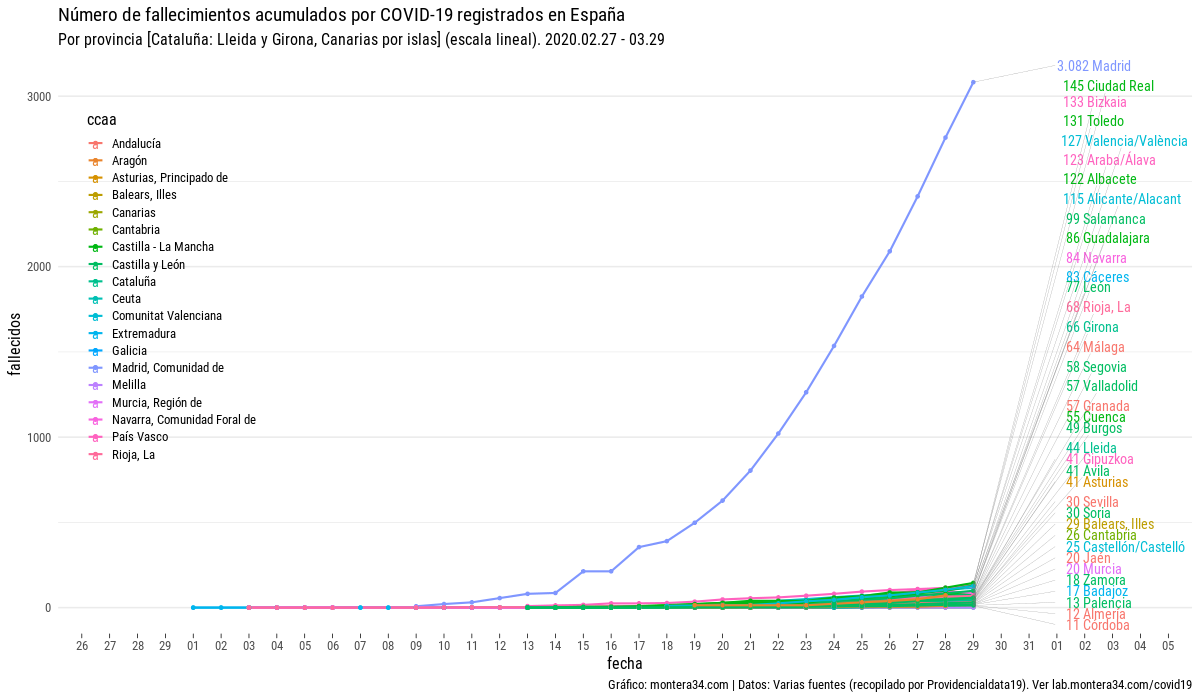 Número de fallecimientos acumulados por COVID-19 registrados en España
Por provincia [Cataluña: Lleida y Girona, Canarias por islas] (escala lineal). 2020.02.27 - 03.29
3000
2000
1000
0
fallecidos
ccaa
Andalucía
Aragón
Asturias, Principado de
Balears, Illes
Canarias
Cantabria
Castilla - La Mancha
Castilla y León
Cataluña
Ceuta
Comunitat Valenciana
Extremadura
Galicia
Madrid, Comunidad de
Melilla
Murcia, Región de
Navarra, Comunidad Foral de
País Vasco
Rioja, La
3.082 Madrid
145 Ciudad Real
133 Bizkaia
131 Toledo
127 Valencia/València
123 Araba/Álava
122 Albacete
115 Alicante/Alacant
99 Salamanca
86 Guadalajara
84 Navarra
83 Cáceres
77 León
68 Rioja, La
66 Girona
64 Málaga
58 Segovia
57 Valladolid
57 Granada
55 Cuenca
49 Burgos
44 Lleida
41 Gipuzkoa
41 Ávila
41 Asturias
30 Sevilla
30 Soria
29 Balears, Illes
26 Cantabria
25 Castellón/Castelló
20 Jaén
20 Murcia
18 Zamora
17 Badajoz
13 Palencia
12 Almería
11 Córdoba
26 27 28 29 01 02 03 04 05 06 07 08 09 10 11 12 13 14 15 16 17 18 19 20 21 22 23 24 25 26 27 28 29 30 31 01 02 03 04 05
fecha
Gráfico: montera34.com | Datos: Varias fuentes (recopilado por Providencialdata19). Ver lab.montera34.com/covid19